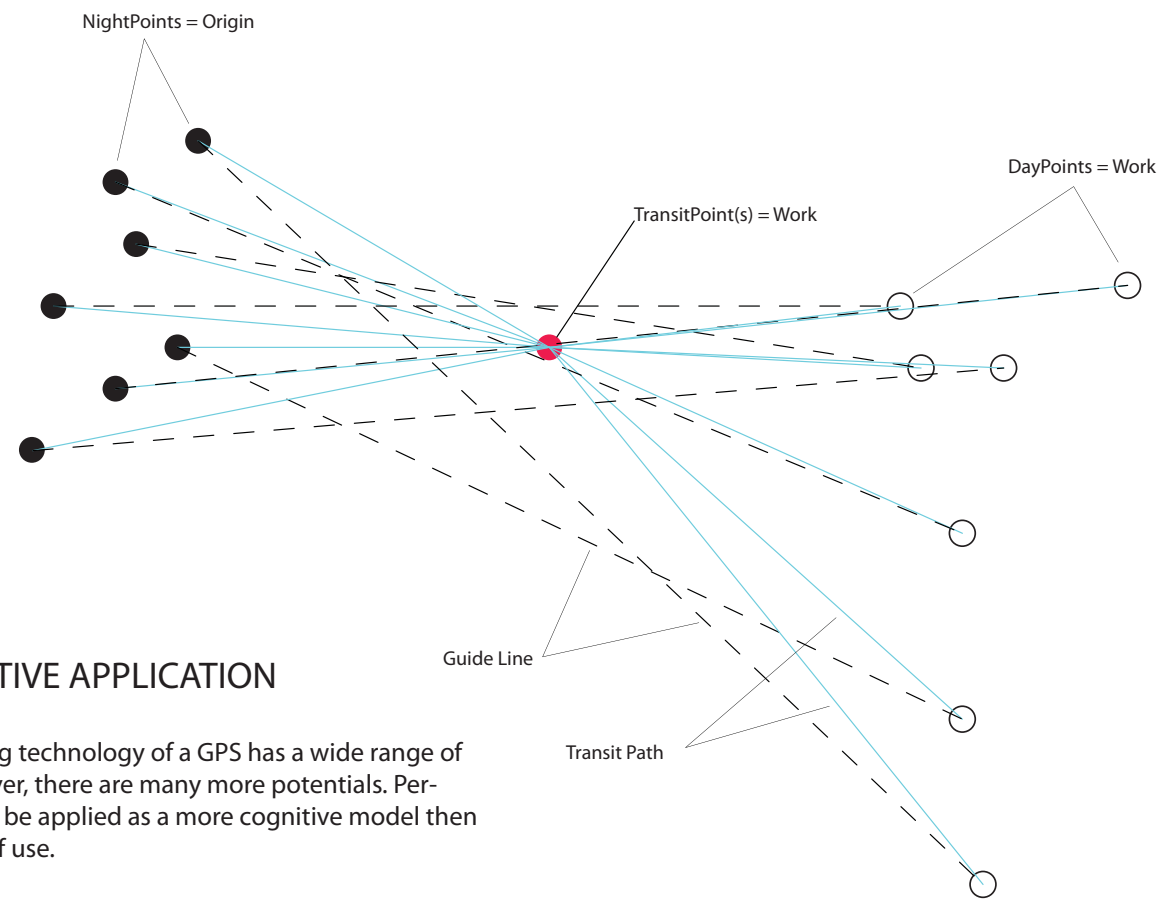 NightPoints = Origin
DayPoints = Work
TransitPoint(s) = Work
Guide Line
TIVE APPLICATION
Transit Path
g technology of a GPS has a wide range of
ver, there are many more potentials. Per-
be applied as a more cognitive model then
f use.